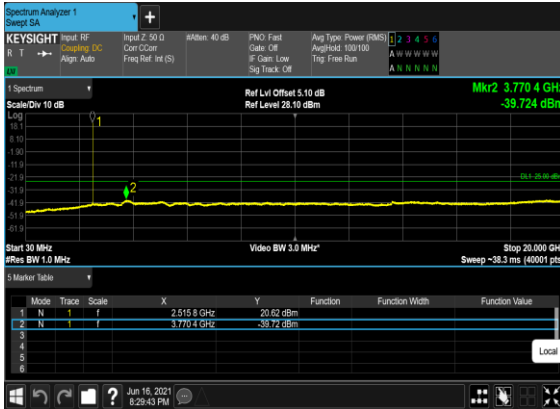 Spectrum Analyzer 1
Swept SA
KEYSIGHT
R T
Input: RF
Coupling: DC
Align: Auto
Input Z: 50 Ω
Corr CCorr
Freq Ref: Int (S)
#Atten: 40 dB
PNO: Fast
Gate: Off
IF Gain: Low
Sig Track: Off
Avg Type: Power (RMS)
Avg|Hold: 100/100
Trig: Free Run
1 2 3 4 5 6
A W W W W W
A N N N N N
1 Spectrum
Scale/Div 10 dB
Ref Lvl Offset 5.10 dB
Ref Level 28.10 dBm
Mkr2 3.770 4 GHz
-39.724 dBm
Log
18.1
8.10
-1.90
-11.9
-21.9
-31.9
-41.9
-51.9
-61.9
1
2
DL1 -25.00 dBm
Start 30 MHz
#Res BW 1.0 MHz
Video BW 3.0 MHz*
Stop 20.000 GH
Sweep ~38.3 ms (40001 pts
5 Marker Table
Mode Trace Scale X Y Function Function Width Function Value
1 N 1 f 2.515 8 GHz 20.62 dBm
2 N 1 f 3.770 4 GHz -39.72 dBm
3
4
5
6
Local
Jun 16, 2021
8:29:43 PM